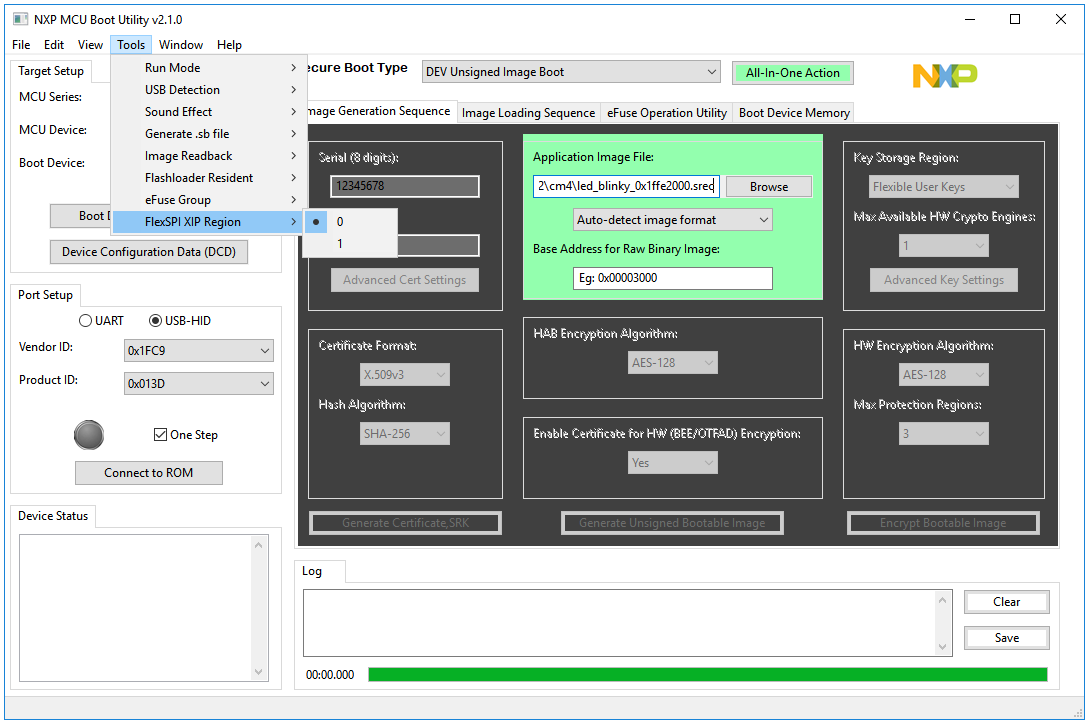 NXP MCU Boot Utility v2.1.0
File Edit View Tools Window Help
Run Mode
USB Detection
Sound Effect
Generate .sb file
Image Readback
Flashloader Resident
eFuse Group
FlexSPI XIP Region
0
1
Target Setup
MCU Series:
MCU Device:
Boot Device:
Boot D
Device Configuration Data (DCD)
ecure Boot Type
DEV Unsigned Image Boot
All-In-One Action
NXP
mage Generation Sequence
Image Loading Sequence
eFuse Operation Utility
Boot Device Memory
Serial (8 digits):
12345678
Advanced Cert Settings
Application Image File:
2\cm4\led_blinky_0x1ffe2000.srec
Browse
Auto-detect image format
Base Address for Raw Binary Image:
Eg: 0x00003000
Key Storage Region:
Flexible User Keys
Max Available HW Crypto Engines:
1
Advanced Key Settings
Port Setup
UART
USB-HID
Vendor ID:
0x1FC9
Product ID:
0x013D
One Step
Connect to ROM
Certificate Format:
X.509v3
Hash Algorithm:
SHA-256
HAB Encryption Algorithm:
AES-128
Enable Certificate for HW (BEE/OTFAD) Encryption:
Yes
HW Encryption Algorithm:
AES-128
Max Protection Regions:
3
Generate Certificate,SRK
Generate Unsigned Bootable Image
Encrypt Bootable Image
Device Status
Log
Clear
Save
00:00.000